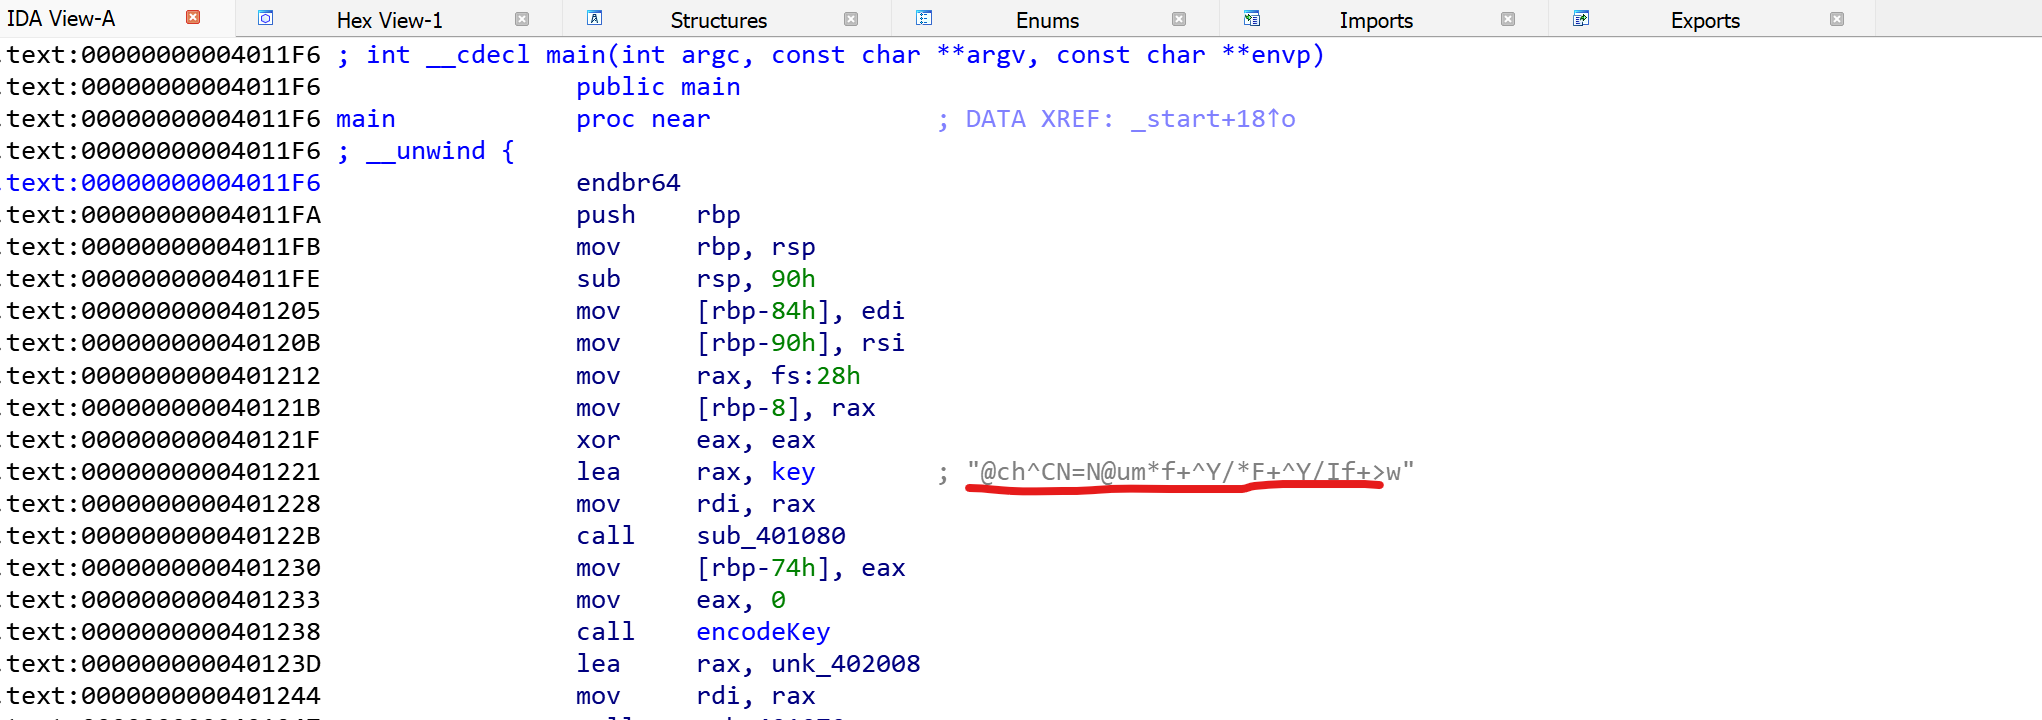 IDA View-A Hex View-1 Structures Enums Imports Exports
.text:00000000004011F6 ; int __cdecl main(int argc, const char **argv, const char **envp)
.text:00000000004011F6 public main
.text:00000000004011F6 main proc near ; DATA XREF: _start+18↑o
.text:00000000004011F6 ; __unwind {
.text:00000000004011F6 endbr64
.text:00000000004011FA push rbp
.text:00000000004011FB mov rbp, rsp
.text:00000000004011FE sub rsp, 90h
.text:0000000000401205 mov [rbp-84h], edi
.text:000000000040120B mov [rbp-90h], rsi
.text:0000000000401212 mov rax, fs:28h
.text:000000000040121B mov [rbp-8], rax
.text:000000000040121F xor eax, eax
.text:0000000000401221 lea rax, key ; "@ch^CN=N@um*f+^Y/*F+^Y/If+>w"
.text:0000000000401228 mov rdi, rax
.text:000000000040122B call sub_401080
.text:0000000000401230 mov [rbp-74h], eax
.text:0000000000401233 mov eax, 0
.text:0000000000401238 call encodeKey
.text:000000000040123D lea rax, unk_402008
.text:0000000000401244 mov rdi, rax